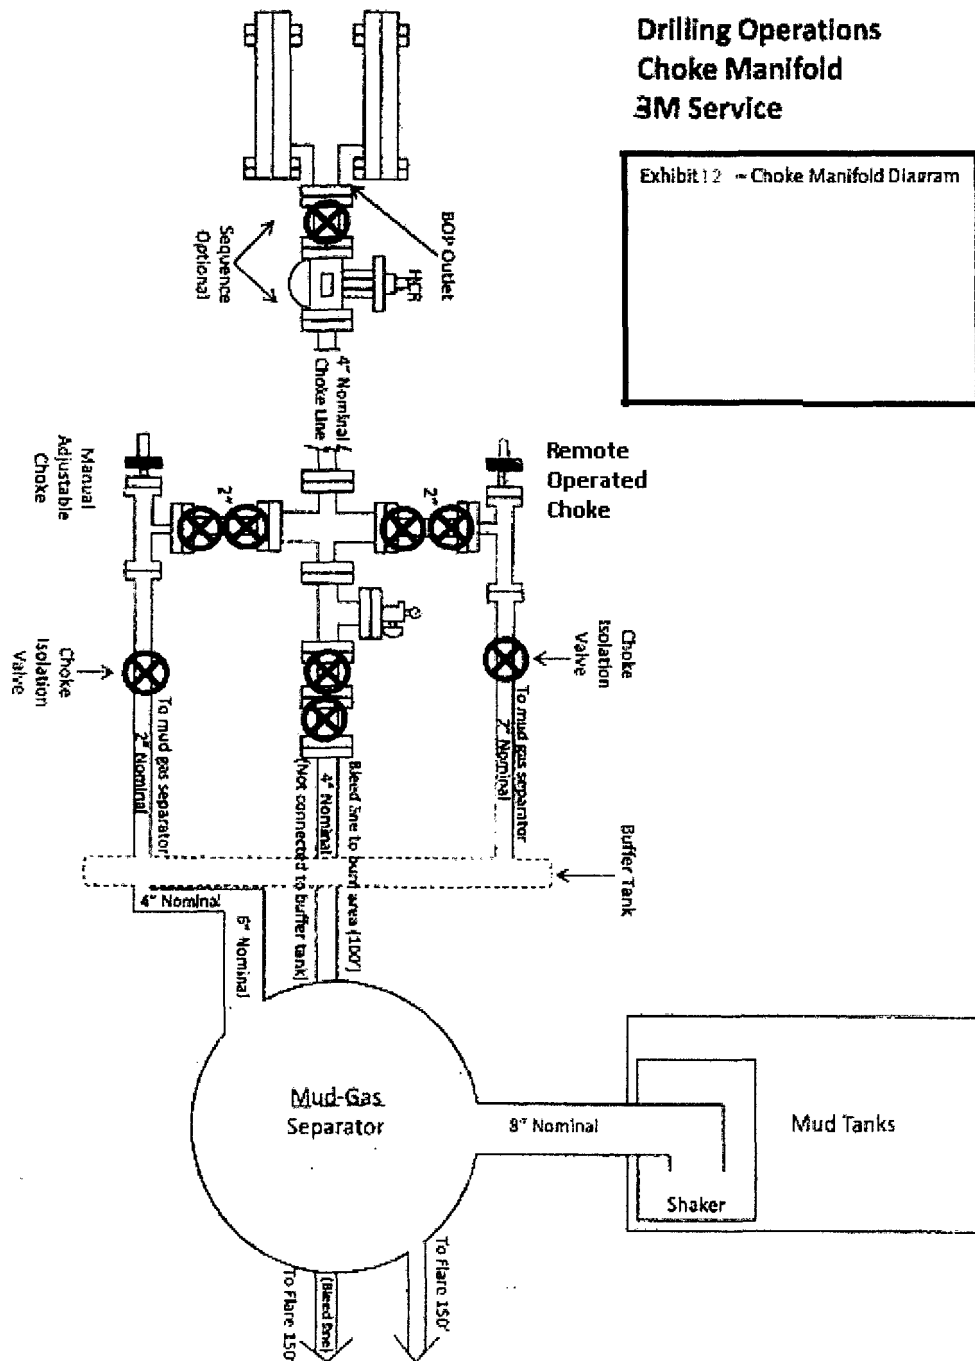 Drilling Operations
Choke Manifold
3M Service
Exhibit 12 - Choke Manifold Diagram
BOP Outlet
HCR
Sequence
Optional
4" Nominal
Choke Line
Manual
Adjustable
Choke
2"
2"
Remote
Operated
Choke
Choke
Isolation
Valve
Choke
Isolation
Valve
To mud gas separator
2" Nominal
4" Nominal
Bleed line to burn area (100')
(Not connected to buffer tank)
To mud gas separator
2" Nominal
Buffer Tank
4" Nominal
6" Nominal
Mud-Gas
Separator
8" Nominal
Mud Tanks
Shaker
To Flare 150'
(Bleed line)
To Flare 150'